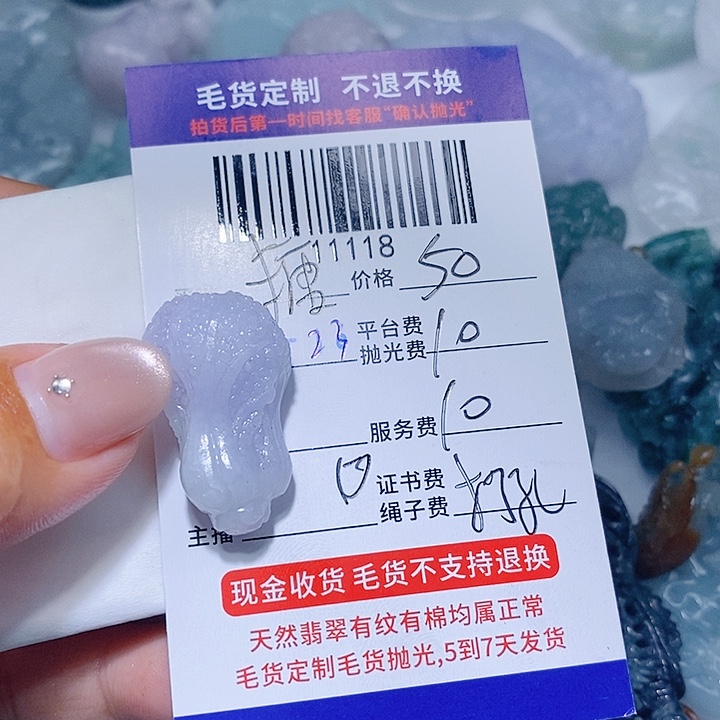 毛货定制 不退不换
拍货后第一时间找客服“确认抛光”
11118
价格 50
23 平台费
抛光费 10
服务费 10
证书费
绳子费 打孔
主播
现金收货 毛货不支持退换
天然翡翠有纹有棉均属正常
毛货定制毛货抛光,5到7天发货